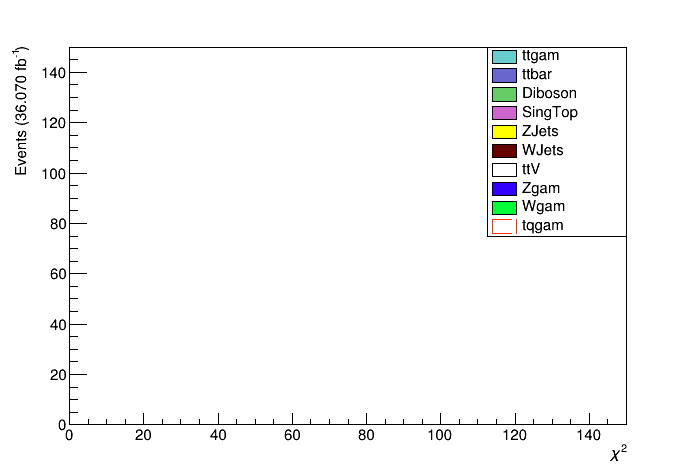 Events (36.070 fb⁻¹)
140
120
100
80
60
40
20
0
0 20 40 60 80 100 120 140
χ²
ttgam
ttbar
Diboson
SingTop
ZJets
WJets
ttV
Zgam
Wgam
tqgam